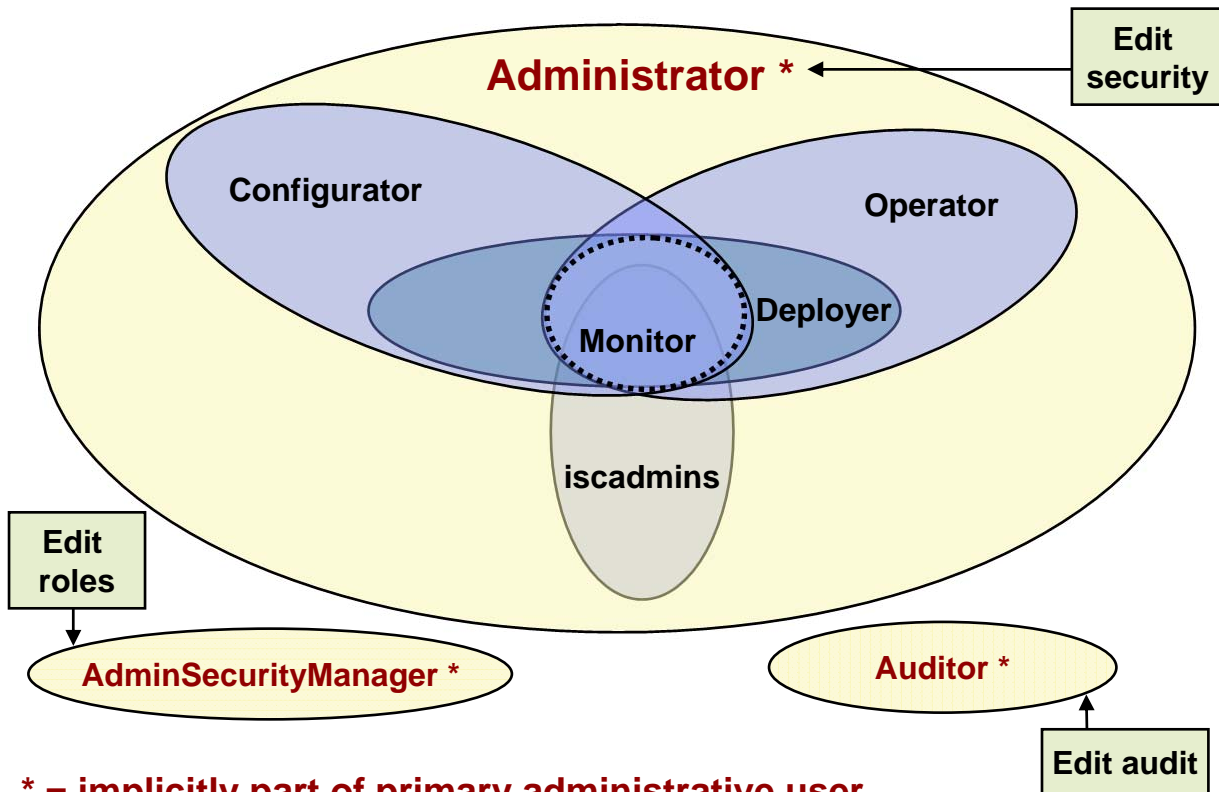 Edit
security
Administrator *
Configurator
Operator
Deployer
Monitor
iscadmins
Edit
roles
AdminSecurityManager *
Auditor *
Edit audit
* = implicitly part of primary administrative user